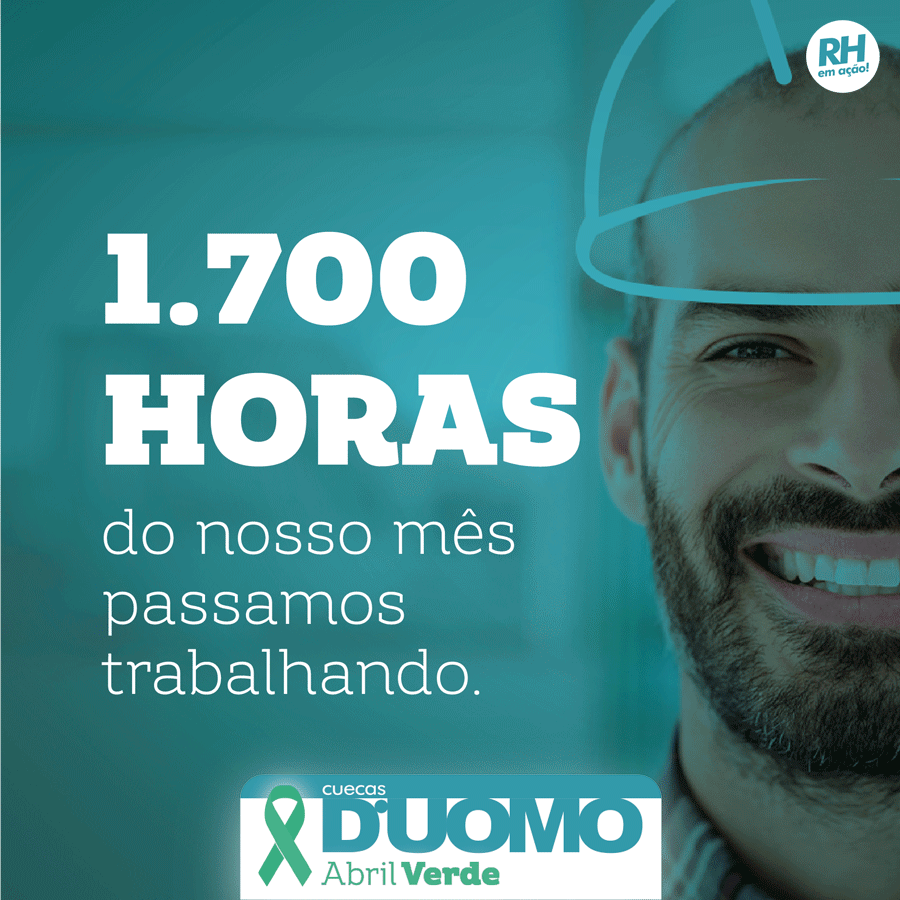 RH
em ação!
1.700
HORAS
do nosso mês
passamos
trabalhando.
cuecas
D'UOMO
Abril Verde